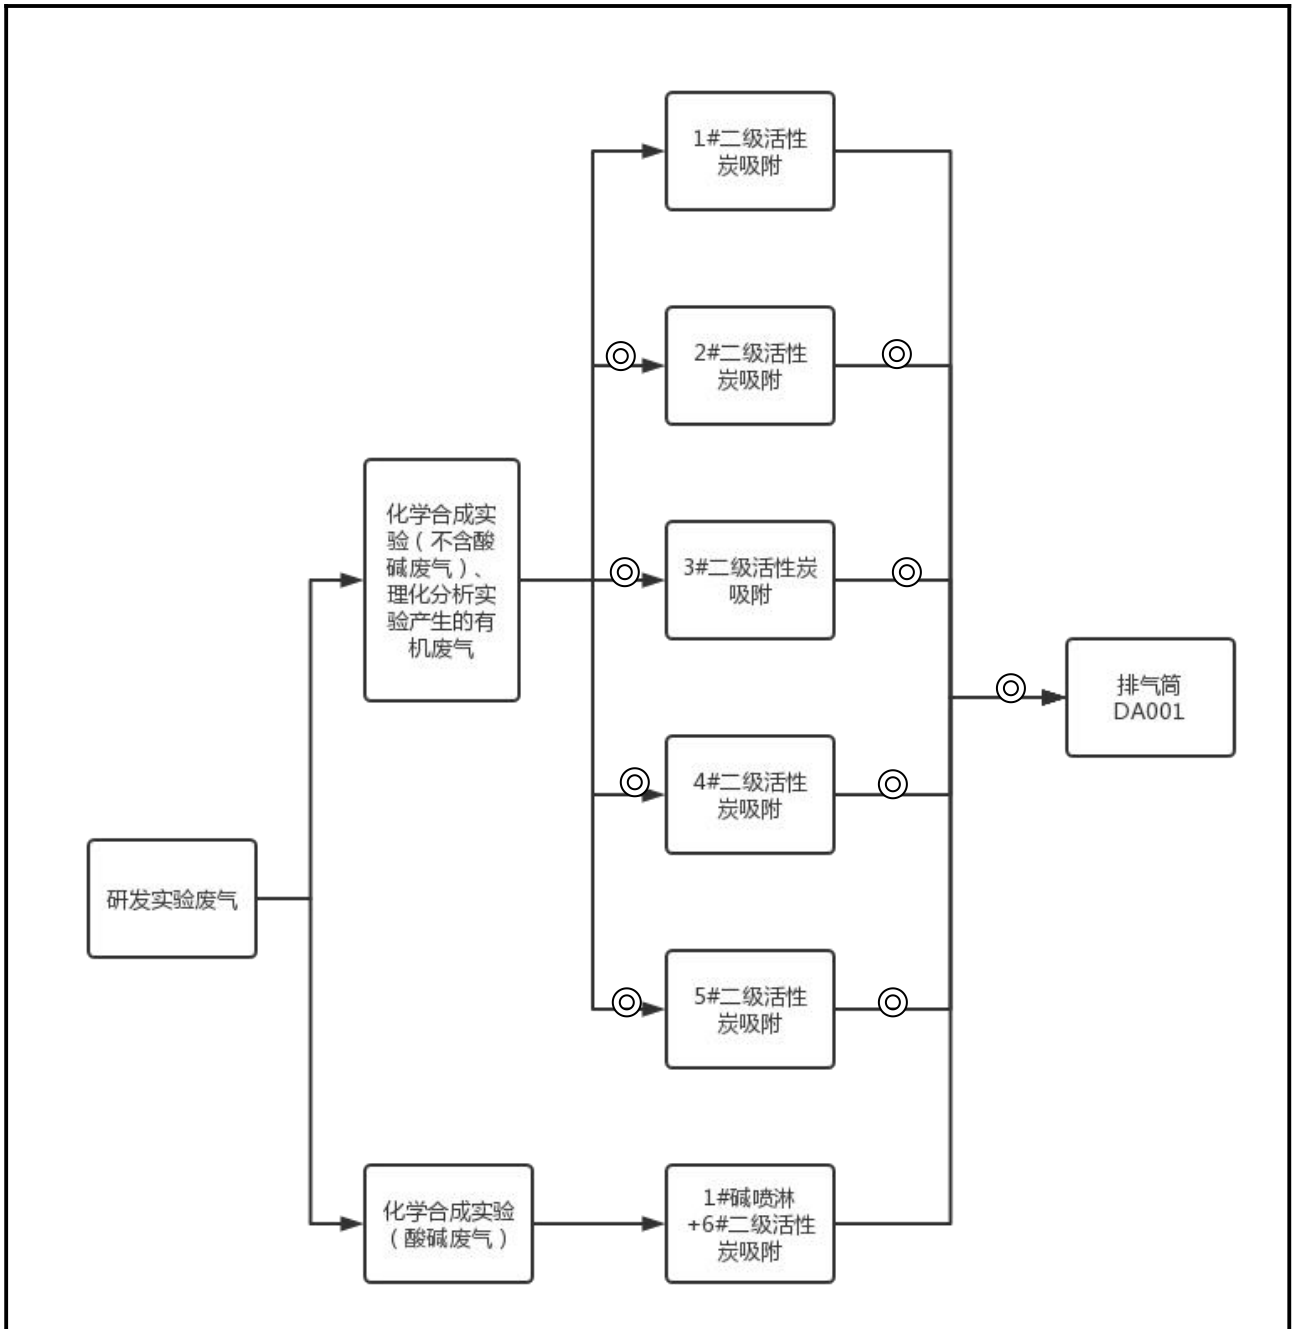 1#二级活性
炭吸附
2#二级活性
炭吸附
化学合成实
验（不含酸
碱废气）、
理化分析实
验产生的有
机废气
3#二级活性炭
吸附
排气筒
DA001
4#二级活性
炭吸附
研发实验废气
5#二级活性
炭吸附
化学合成实验
（酸碱废气）
1#碱喷淋
+6#二级活性
炭吸附